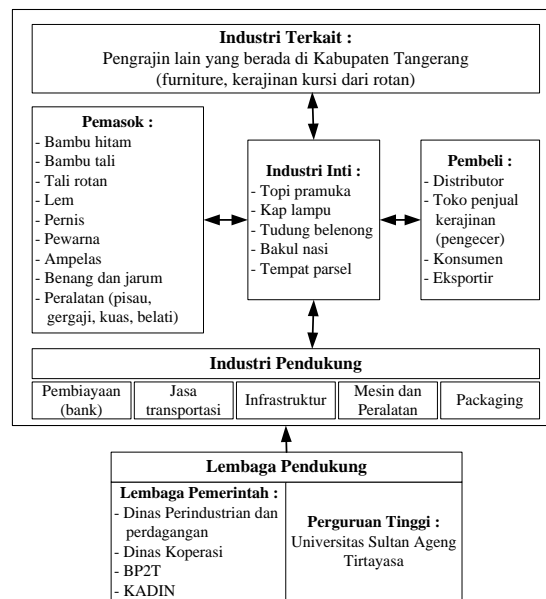 Industri Terkait :
Pengrajin lain yang berada di Kabupaten Tangerang
(furniture, kerajinan kursi dari rotan)
Pemasok :
- Bambu hitam
- Bambu tali
- Tali rotan
- Lem
- Pernis
- Pewarna
- Ampelas
- Benang dan jarum
- Peralatan (pisau,
gergaji, kuas, belati)
Industri Inti :
- Topi pramuka
- Kap lampu
- Tudung belenong
- Bakul nasi
- Tempat parsel
Pembeli :
- Distributor
- Toko penjual
kerajinan
(pengecer)
- Konsumen
- Eksportir
Industri Pendukung
Pembiayaan
(bank)
Jasa
transportasi
Infrastruktur
Mesin dan
Peralatan
Packaging
Lembaga Pendukung
Lembaga Pemerintah :
- Dinas Perindustrian dan
perdagangan
- Dinas Koperasi
- BP2T
- KADIN
Perguruan Tinggi :
Universitas Sultan Ageng
Tirtayasa